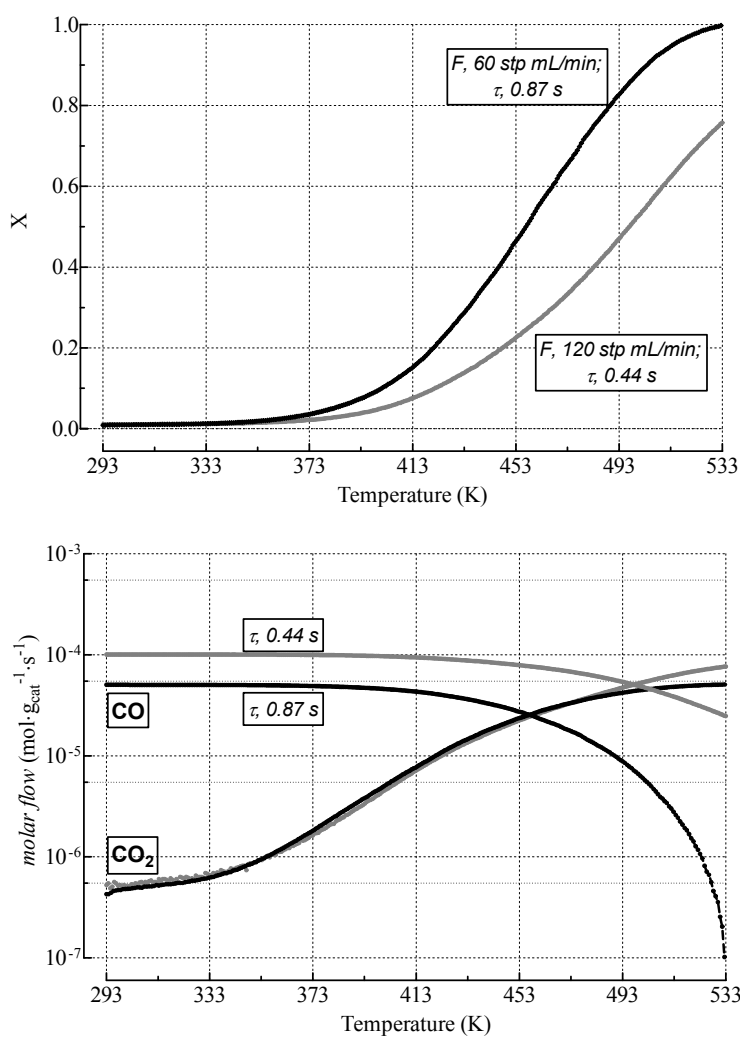 1.0
0.8
0.6
0.4
0.2
0.0
X
F, 60 stp mL/min;
τ, 0.87 s
F, 120 stp mL/min;
τ, 0.44 s
293 333 373 413 453 493 533
Temperature (K)
10⁻³
10⁻⁴
10⁻⁵
10⁻⁶
10⁻⁷
molar flow (mol·g_cat⁻¹·s⁻¹)
τ, 0.44 s
τ, 0.87 s
CO
CO₂
293 333 373 413 453 493 533
Temperature (K)